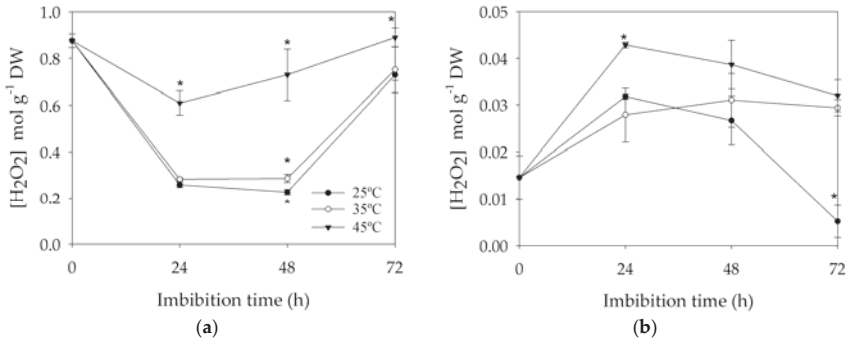 1.0
0.8
0.6
0.4
0.2
0.0
[H2O2] mol g-1 DW
*
*
*
*
*
25ºC
35ºC
45ºC
0 24 48 72
Imbibition time (h)
(a)
0.05
0.04
0.03
0.02
0.01
0.00
[H2O2] mol g-1 DW
*
*
0 24 48 72
Imbibition time (h)
(b)